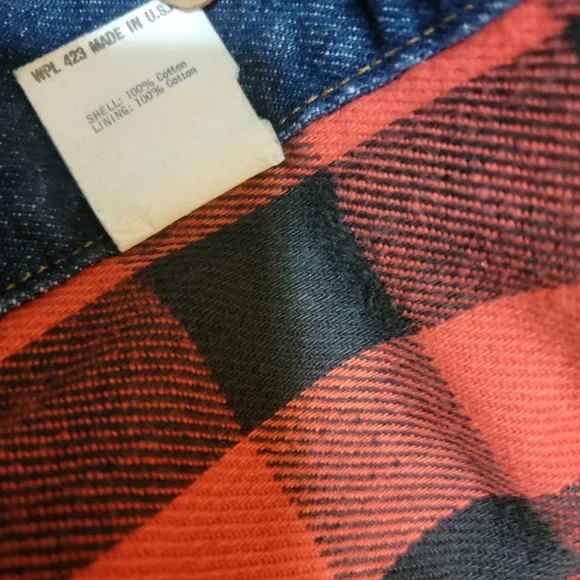 WPL 423 MADE IN U.S.
SHELL: 100% Cotton
LINING: 100% Cotton